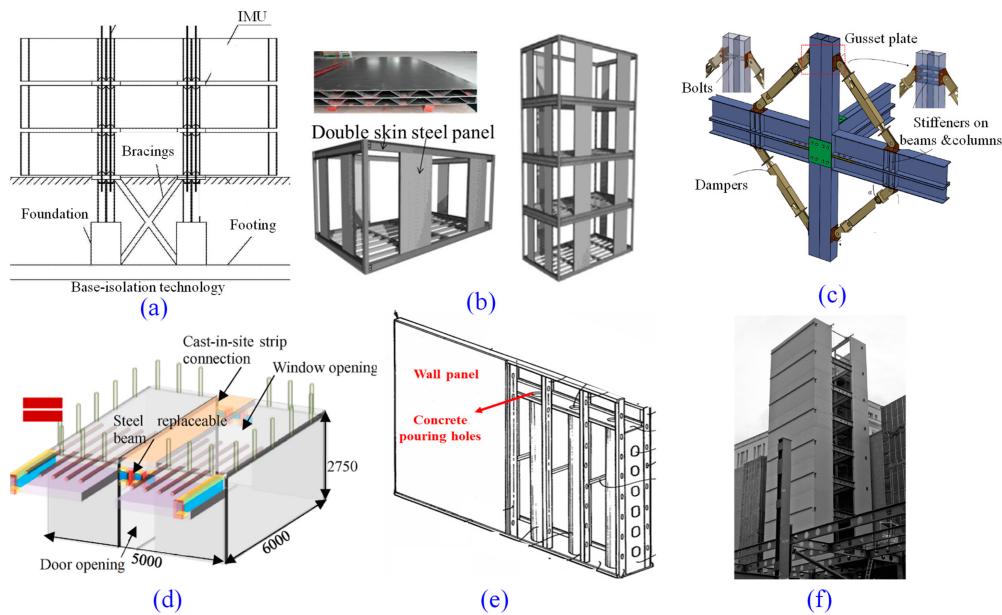 IMU
Bracings
Foundation
Footing
Base-isolation technology
(a)
Double skin steel panel
(b)
Gusset plate
Bolts
Stiffeners on
beams &columns
Dampers
α
(c)
Cast-in-site strip
connection
Window opening
Steel replaceable
beam
2750
6000
5000
Door opening
(d)
Wall panel
Concrete
pouring holes
(e)
(f)